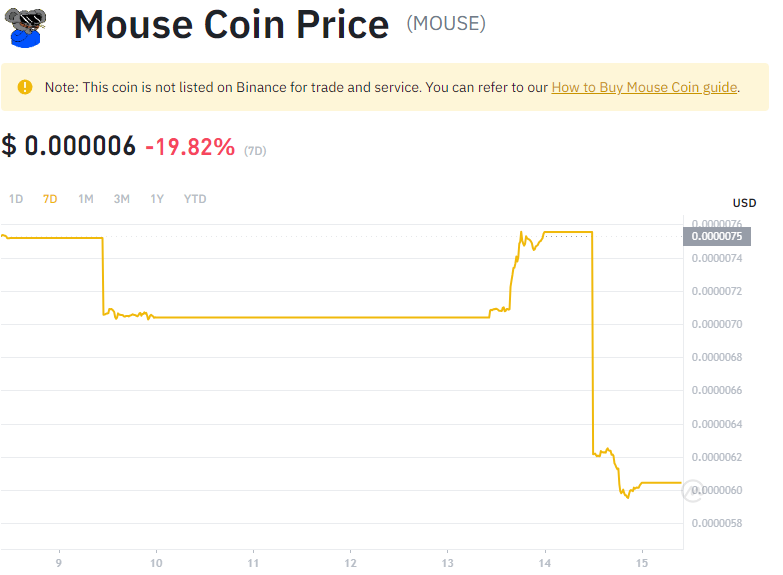 Mouse Coin Price (MOUSE)
Note: This coin is not listed on Binance for trade and service. You can refer to our How to Buy Mouse Coin guide.
$ 0.000006 -19.82% (7D)
1D 7D 1M 3M 1Y YTD
USD
0.0000076
0.0000075
0.0000074
0.0000072
0.0000070
0.0000068
0.0000066
0.0000064
0.0000062
0.0000060
0.0000058
9 10 11 12 13 14 15